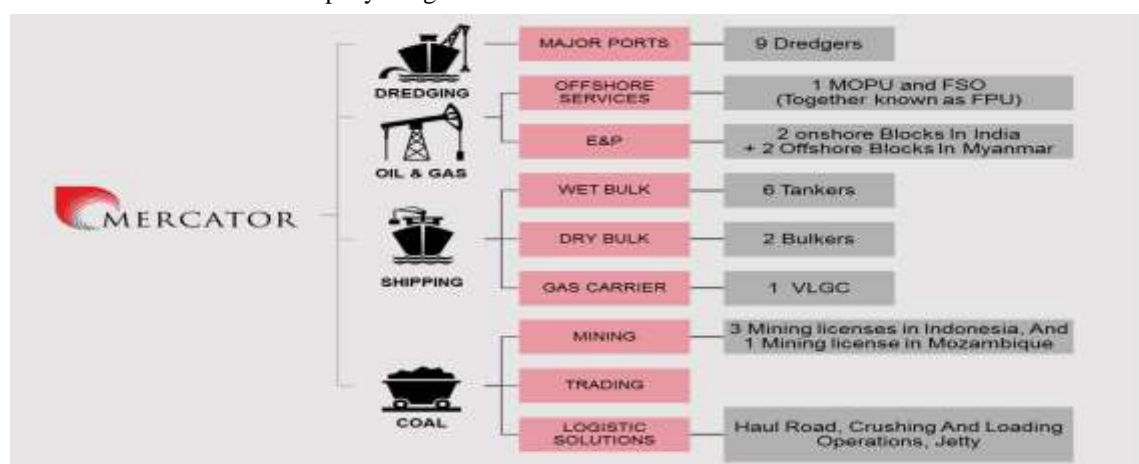 MERCATOR
DREDGING
MAJOR PORTS
9 Dredgers
OIL & GAS
OFFSHORE
SERVICES
1 MOPU and FSO
(Together known as FPU)
E&P
2 onshore Blocks In India
+ 2 Offshore Blocks In Myanmar
SHIPPING
WET BULK
6 Tankers
DRY BULK
2 Bulkers
GAS CARRIER
1 VLGC
COAL
MINING
3 Mining licenses in Indonesia, And
1 Mining license in Mozambique
TRADING
LOGISTIC
SOLUTIONS
Haul Road, Crushing And Loading
Operations, Jetty